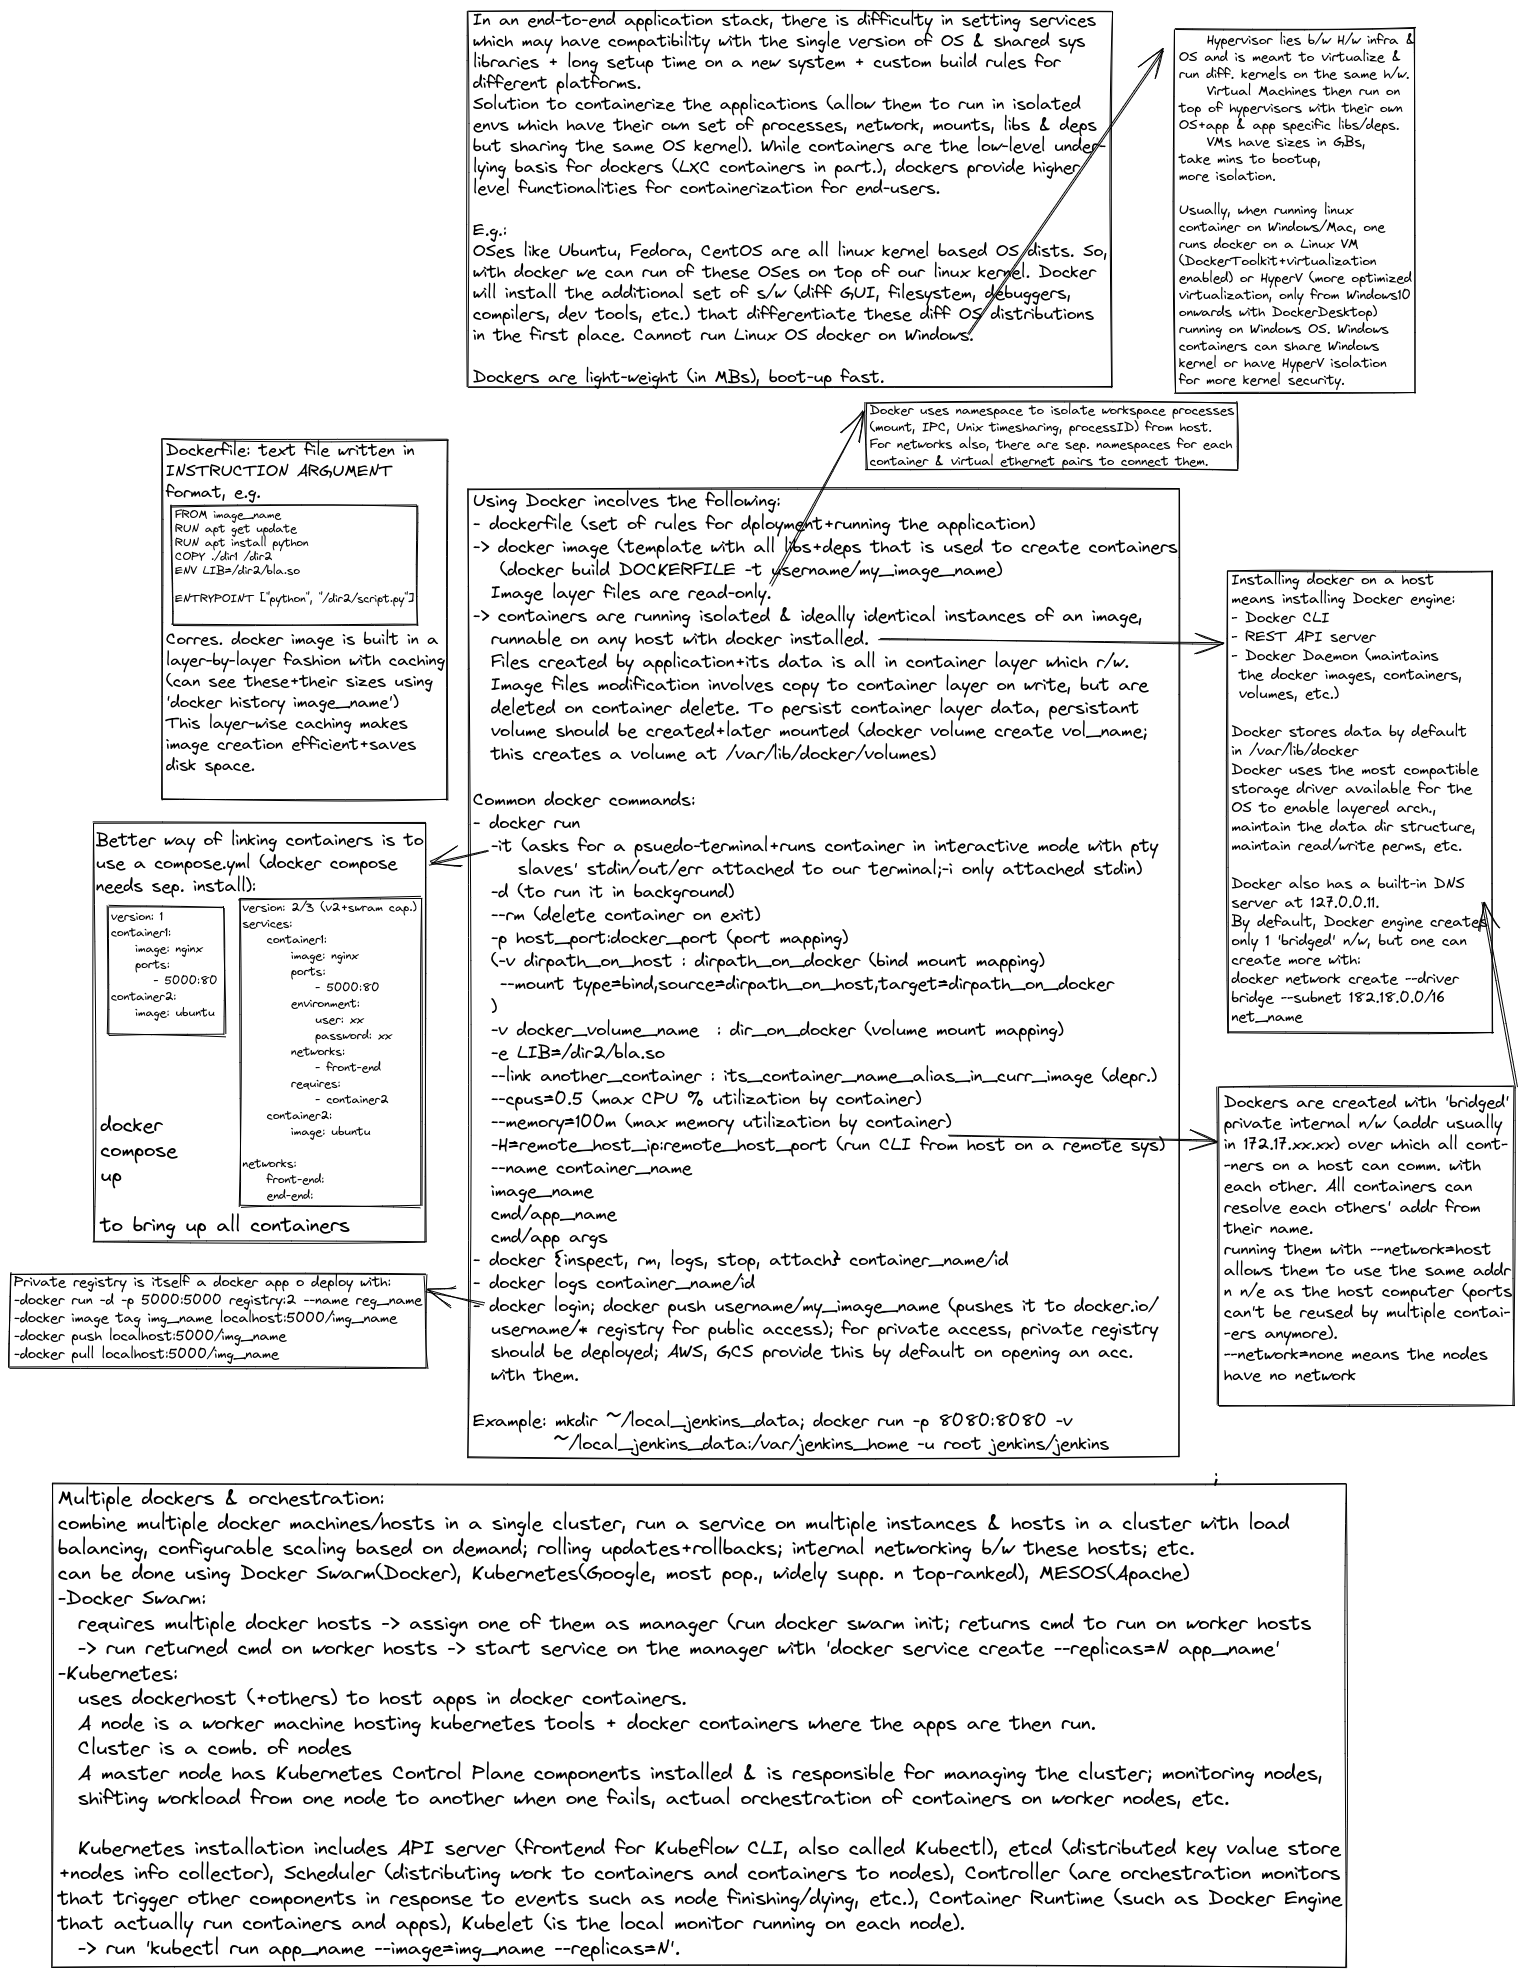 In an end-to-end application stack, there is difficulty in setting services
which may have compatibility with the single version of OS & shared sys
libraries + long setup time on a new system + custom build rules for
different platforms.
Solution to containerize the applications (allow them to run in isolated
envs which have their own set of processes, network, mounts, libs & deps
but sharing the same OS kernel). While containers are the low-level under-
lying basis for dockers (LXC containers in part.), dockers provide higher
level functionalities for containerization for end-users.
E.g.:
OSes like Ubuntu, Fedora, CentOS are all linux kernel based OS dists. So,
with docker we can run of these OSes on top of our linux kernel. Docker
will install the additional set of s/w (diff GUI, filesystem, debuggers,
compilers, dev tools, etc.) that differentiate these diff OS distributions
in the first place. Cannot run Linux OS docker on Windows.
Dockers are light-weight (in MBs), boot-up fast.
Hypervisor lies b/w H/w infra &
OS and is meant to virtualize &
run diff. kernels on the same h/w.
Virtual Machines then run on
top of hypervisors with their own
OS+app & app specific libs/deps.
VMs have sizes in GBs,
take mins to bootup,
more isolation.
Usually, when running linux
container on Windows/Mac, one
runs docker on a Linux VM
(DockerToolkit+virtualization
enabled) or HyperV (more optimized
virtualization, only from Windows10
onwards with DockerDesktop)
running on Windows OS. Windows
containers can share Windows
kernel or have HyperV isolation
for more kernel security.
Docker uses namespace to isolate workspace processes
(mount, IPC, Unix timesharing, processID) from host.
For networks also, there are sep. namespaces for each
container & virtual ethernet pairs to connect them.
Dockerfile: text file written in
INSTRUCTION ARGUMENT
format, e.g.
FROM image_name
RUN apt get update
RUN apt install python
COPY ./dir1 /dir2
ENV LIB=/dir2/bla.so
ENTRYPOINT ["python", "/dir2/script.py"]
Corres. docker image is built in a
layer-by-layer fashion with caching
(can see these+their sizes using
'docker history image_name')
This layer-wise caching makes
image creation efficient+saves
disk space.
Using Docker incolves the following:
- dockerfile (set of rules for dployment+running the application)
-> docker image (template with all libs+deps that is used to create containers
(docker build DOCKERFILE -t username/my_image_name)
Image layer files are read-only.
-> containers are running isolated & ideally identical instances of an image,
runnable on any host with docker installed.
Files created by application+its data is all in container layer which r/w.
Image files modification involves copy to container layer on write, but are
deleted on container delete. To persist container layer data, persistant
volume should be created+later mounted (docker volume create vol_name;
this creates a volume at /var/lib/docker/volumes)
Common docker commands:
- docker run
-it (asks for a psuedo-terminal+runs container in interactive mode with pty
slaves' stdin/out/err attached to our terminal;-i only attached stdin)
-d (to run it in background)
--rm (delete container on exit)
-p host_port:docker_port (port mapping)
(-v dirpath_on_host : dirpath_on_docker (bind mount mapping)
--mount type=bind,source=dirpath_on_host,target=dirpath_on_docker
)
-v docker_volume_name : dir_on_docker (volume mount mapping)
-e LIB=/dir2/bla.so
--link another_container : its_container_name_alias_in_curr_image (depr.)
--cpus=0.5 (max CPU % utilization by container)
--memory=100m (max memory utilization by container)
-H=remote_host_ip:remote_host_port (run CLI from host on a remote sys)
--name container_name
image_name
cmd/app_name
cmd/app args
- docker {inspect, rm, logs, stop, attach} container_name/id
- docker logs container_name/id
- docker login; docker push username/my_image_name (pushes it to docker.io/
username/* registry for public access); for private access, private registry
should be deployed; AWS, GCS provide this by default on opening an acc.
with them.
Example: mkdir ~/local_jenkins_data; docker run -p 8080:8080 -v
~/local_jenkins_data:/var/jenkins_home -u root jenkins/jenkins
Installing docker on a host
means installing Docker engine:
- Docker CLI
- REST API server
- Docker Daemon (maintains
the docker images, containers,
volumes, etc.)
Docker stores data by default
in /var/lib/docker
Docker uses the most compatible
storage driver available for the
OS to enable layered arch.,
maintain the data dir structure,
maintain read/write perms, etc.
Docker also has a built-in DNS
server at 127.0.0.11.
By default, Docker engine creates
only 1 'bridged' n/w, but one can
create more with:
docker network create --driver
bridge --subnet 182.18.0.0/16
net_name
Better way of linking containers is to
use a compose.yml (docker compose
needs sep. install):
version: 1
container1:
image: nginx
ports:
- 5000:80
container2:
image: ubuntu
version: 2/3 (v2+swram cap.)
services:
container1:
image: nginx
ports:
- 5000:80
environment:
user: xx
password: xx
networks:
- front-end
requires:
- container2
container2:
image: ubuntu
networks:
front-end:
end-end:
docker
compose
up
to bring up all containers
Dockers are created with 'bridged'
private internal n/w (addr usually
in 172.17.xx.xx) over which all cont-
-ners on a host can comm. with
each other. All containers can
resolve each others' addr from
their name.
running them with --network=host
allows them to use the same addr
n n/e as the host computer (ports
can't be reused by multiple contai-
-ers anymore).
--network=none means the nodes
have no network
Private registry is itself a docker app o deploy with:
-docker run -d -p 5000:5000 registry:2 --name reg_name
-docker image tag img_name localhost:5000/img_name
-docker push localhost:5000/img_name
-docker pull localhost:5000/img_name
;
Multiple dockers & orchestration:
combine multiple docker machines/hosts in a single cluster, run a service on multiple instances & hosts in a cluster with load
balancing, configurable scaling based on demand; rolling updates+rollbacks; internal networking b/w these hosts; etc.
can be done using Docker Swarm(Docker), Kubernetes(Google, most pop., widely supp. n top-ranked), MESOS(Apache)
-Docker Swarm:
requires multiple docker hosts -> assign one of them as manager (run docker swarm init; returns cmd to run on worker hosts
-> run returned cmd on worker hosts -> start service on the manager with 'docker service create --replicas=N app_name'
-Kubernetes:
uses dockerhost (+others) to host apps in docker containers.
A node is a worker machine hosting kubernetes tools + docker containers where the apps are then run.
Cluster is a comb. of nodes
A master node has Kubernetes Control Plane components installed & is responsible for managing the cluster; monitoring nodes,
shifting workload from one node to another when one fails, actual orchestration of containers on worker nodes, etc.
Kubernetes installation includes API server (frontend for Kubeflow CLI, also called Kubectl), etcd (distributed key value store
+nodes info collector), Scheduler (distributing work to containers and containers to nodes), Controller (are orchestration monitors
that trigger other components in response to events such as node finishing/dying, etc.), Container Runtime (such as Docker Engine
that actually run containers and apps), Kubelet (is the local monitor running on each node).
-> run 'kubectl run app_name --image=img_name --replicas=N'.